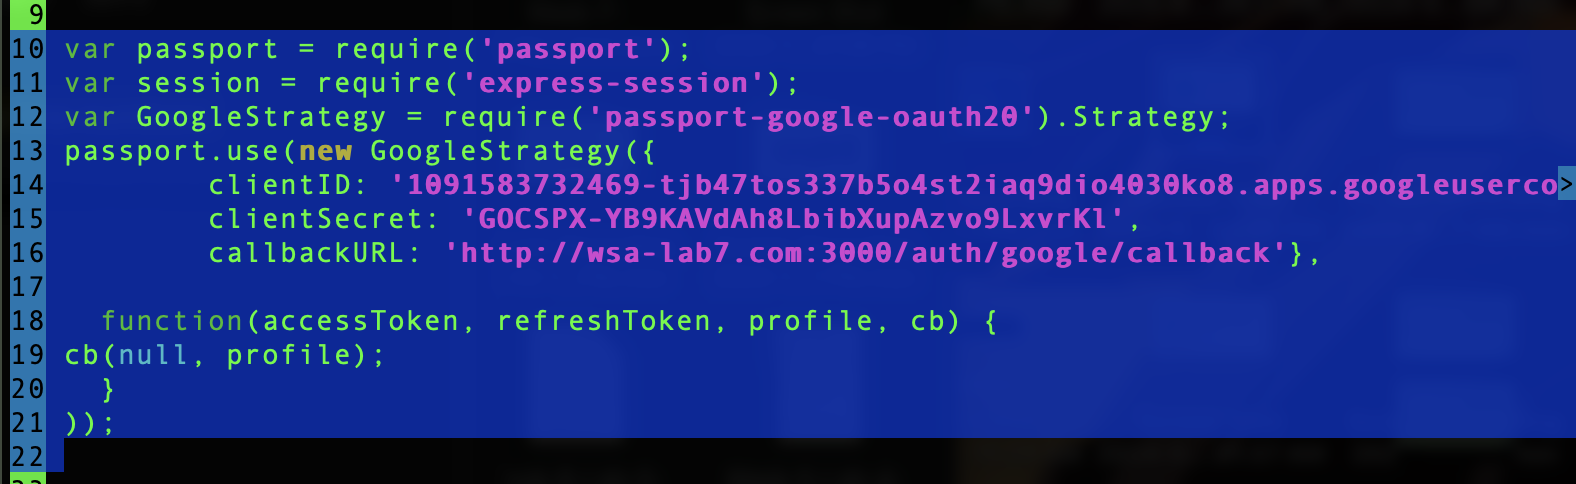 9
10 var passport = require('passport');
11 var session = require('express-session');
12 var GoogleStrategy = require('passport-google-oauth20').Strategy;
13 passport.use(new GoogleStrategy({
14 clientID: '1091583732469-tjb47tos337b5o4st2iaq9dio4030ko8.apps.googleuserco>
15 clientSecret: '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',
16 callbackURL: 'http://wsa-lab7.com:3000/auth/google/callback'},
17
18 function(accessToken, refreshToken, profile, cb) {
19 cb(null, profile);
20 }
21 ));
22